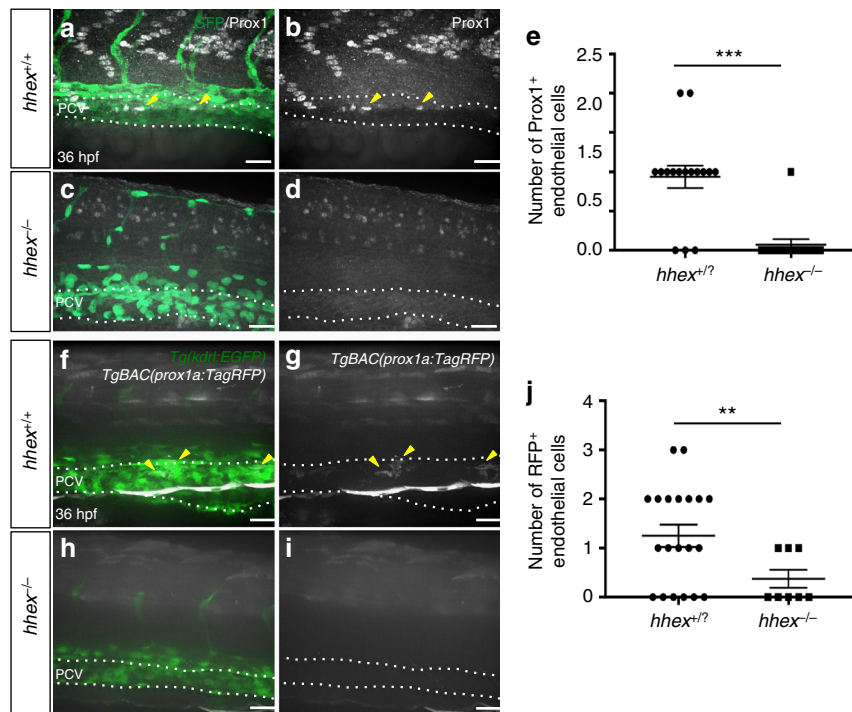 a
GFP/Prox1
b
Prox1
hhex+/+
PCV
36 hpf
c
d
hhex–/–
PCV
e
***
Number of Prox1+
endothelial cells
2.5
2.0
1.5
0.5
0.0
hhex+/?
hhex–/–
f
Tg(kdrl:EGFP)
TgBAC(prox1a:TagRFP)
g
TgBAC(prox1a:TagRFP)
hhex+/+
PCV
36 hpf
h
i
hhex–/–
PCV
j
**
Number of RFP+
endothelial cells
4
3
2
1
0
hhex+/?
hhex–/–